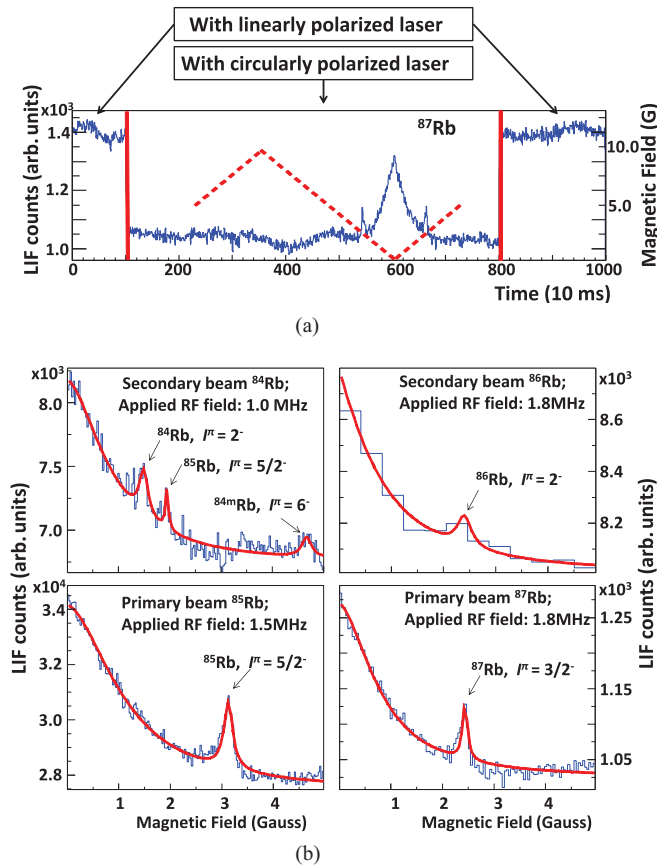 With linearly polarized laser
With circularly polarized laser
x10³
⁸⁷Rb
1.4
1.2
1.0
LIF counts (arb. units)
10.0
5.0
Magnetic Field (G)
0 200 400 600 800 1000
Time (10 ms)
(a)
x10³
Secondary beam ⁸⁴Rb;
Applied RF field: 1.0 MHz
⁸⁴Rb, Iπ = 2⁻
⁸⁵Rb, Iπ = 5/2⁻
⁸⁴ᵐRb, Iπ = 6⁻
8.0
7.5
7.0
Secondary beam ⁸⁶Rb;
Applied RF field: 1.8MHz
⁸⁶Rb, Iπ = 2⁻
x10³
8.6
8.4
8.2
LIF counts (arb. units)
LIF counts (arb. units)
x10⁴
Primary beam ⁸⁵Rb;
Applied RF field: 1.5MHz
⁸⁵Rb, Iπ = 5/2⁻
3.4
3.2
3.0
2.8
1 2 3 4
Magnetic Field (Gauss)
Primary beam ⁸⁷Rb;
Applied RF field: 1.8MHz
⁸⁷Rb, Iπ = 3/2⁻
x10³
1.25
1.15
1.05
1 2 3 4
Magnetic Field (Gauss)
(b)